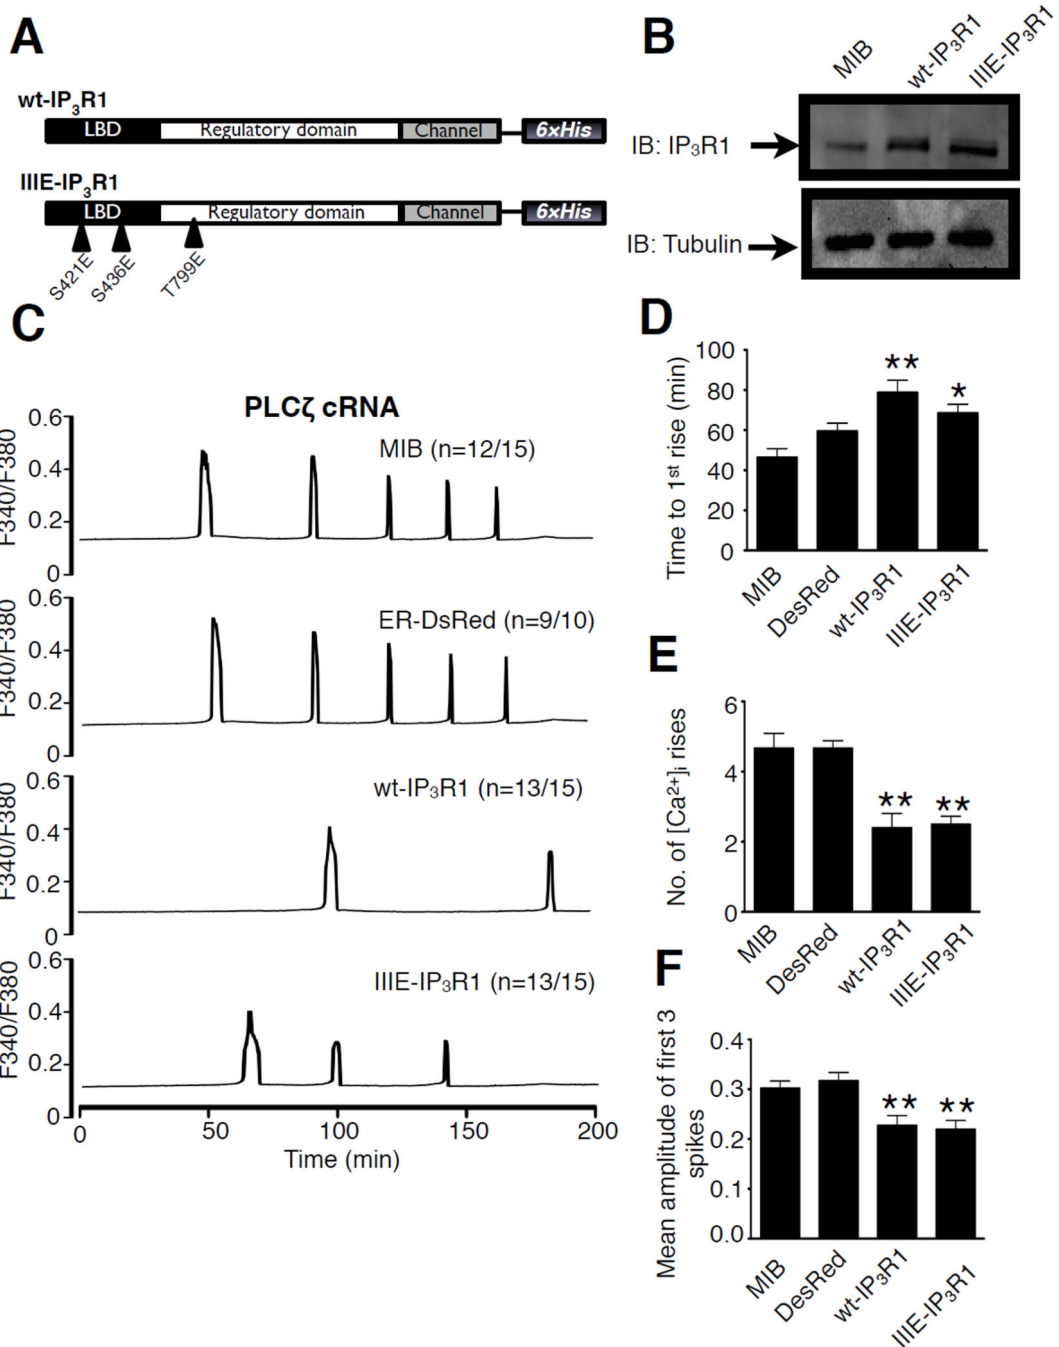 A
wt-IP3R1
LBD Regulatory domain Channel 6xHis
IIIE-IP3R1
LBD Regulatory domain Channel 6xHis
S421E S436E T799E
B
MIB wt-IP3R1 IIIE-IP3R1
IB: IP3R1
IB: Tubulin
C
PLCζ cRNA
MIB (n=12/15)
F340/F380
0.6
0.4
0.2
0
ER-DsRed (n=9/10)
F340/F380
0.6
0.4
0.2
0
wt-IP3R1 (n=13/15)
F340/F380
0.6
0.4
0.2
0
IIIE-IP3R1 (n=13/15)
F340/F380
0.6
0.4
0.2
0
0 50 100 150 200
Time (min)
D
Time to 1st rise (min)
100
80
60
40
20
0
** *
MIB DesRed wt-IP3R1 IIIE-IP3R1
E
No. of [Ca2+]i rises
6
4
2
0
** **
MIB DesRed wt-IP3R1 IIIE-IP3R1
F
Mean amplitude of first 3
spikes
0.4
0.3
0.2
0.1
0.0
** **
MIB DesRed wt-IP3R1 IIIE-IP3R1